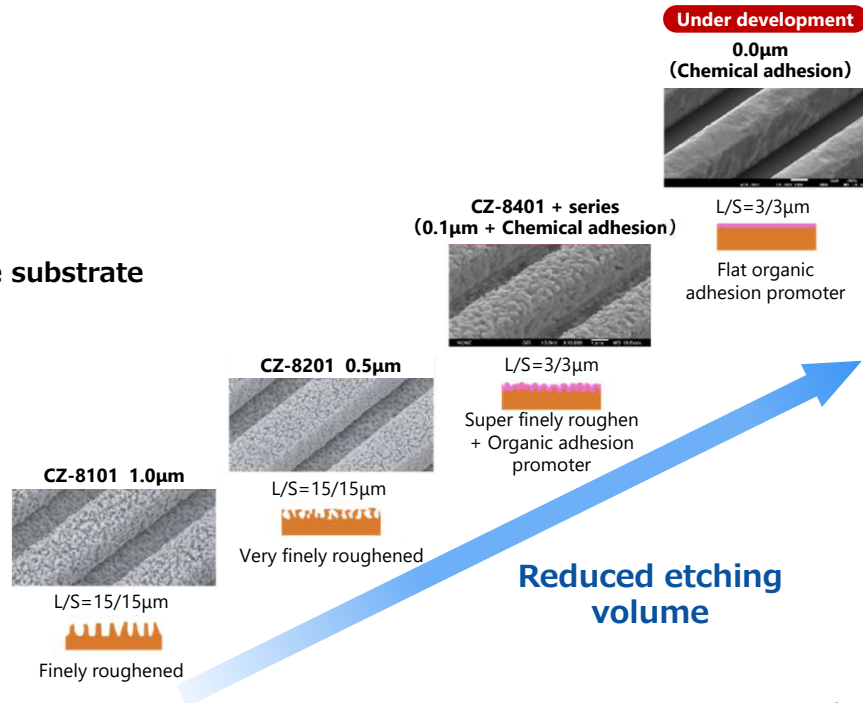 Under development
0.0μm
(Chemical adhesion)
L/S=3/3μm
Flat organic
adhesion promoter
CZ-8401 + series
(0.1μm + Chemical adhesion)
L/S=3/3μm
Super finely roughen
+ Organic adhesion
promoter
substrate
CZ-8201 0.5μm
L/S=15/15μm
Very finely roughened
CZ-8101 1.0μm
L/S=15/15μm
Finely roughened
Reduced etching
volume